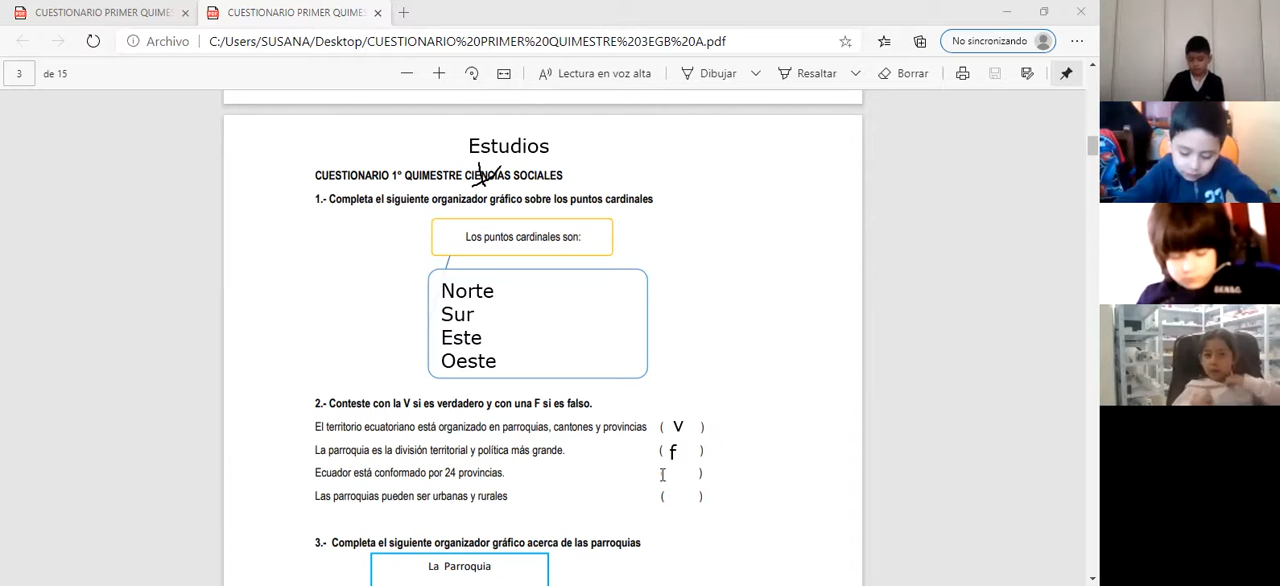 CUESTIONARIO PRIMER QUIMES
CUESTIONARIO PRIMER QUIMES
Archivo
C:/Users/SUSANA/Desktop/CUESTIONARIO%20PRIMER%20QUIMESTRE%203EGB%20A.pdf
No sincronizando
3 de 15
Lectura en voz alta
Dibujar
Resaltar
Borrar
Estudios
CUESTIONARIO 1º QUIMESTRE CIENCIAS SOCIALES
1.- Completa el siguiente organizador gráfico sobre los puntos cardinales
Los puntos cardinales son:
Norte
Sur
Este
Oeste
2.- Conteste con la V si es verdadero y con una F si es falso.
El territorio ecuatoriano está organizado en parroquias, cantones y provincias ( V )
La parroquia es la división territorial y política más grande. ( f )
Ecuador está conformado por 24 provincias. ( )
Las parroquias pueden ser urbanas y rurales ( )
3.- Completa el siguiente organizador gráfico acerca de las parroquias
La Parroquia